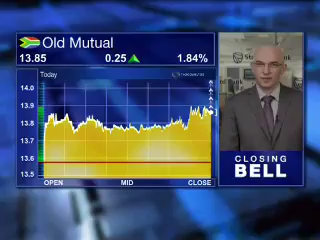 Old Mutual
13.85 0.25 1.84%
Today
14.0
13.9
13.8
13.7
13.6
13.5
OPEN MID CLOSE
CLOSING
BELL